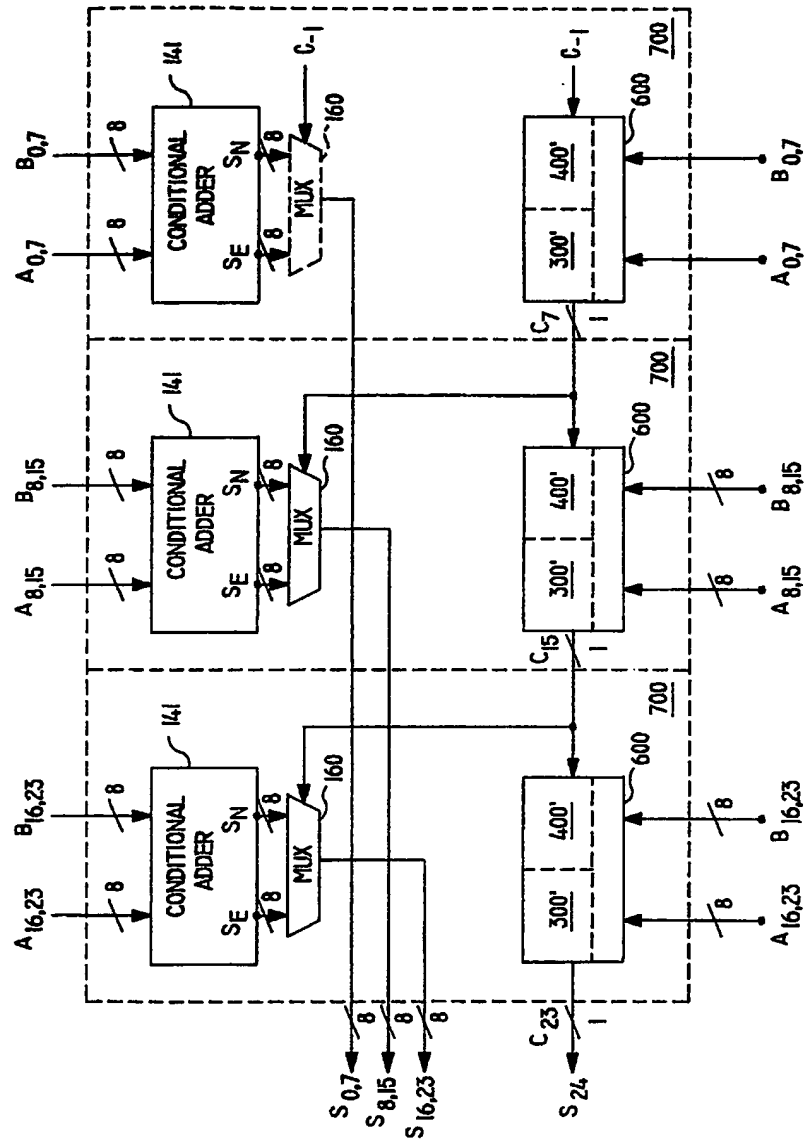 A16,23
B16,23
A8,15
B8,15
A0,7
B0,7
8
8
8
8
8
8
141
141
141
CONDITIONAL
ADDER
CONDITIONAL
ADDER
CONDITIONAL
ADDER
SE
SN
SE
SN
SE
SN
8
8
8
8
8
8
MUX
MUX
MUX
C-1
160
160
160
S0,7
8
S8,15
8
S16,23
8
S24
C23
1
300'
400'
C15
1
300'
400'
C7
1
300'
400'
C-1
600
600
600
700
700
700
8
8
8
8
A16,23
B16,23
A8,15
B8,15
A0,7
B0,7